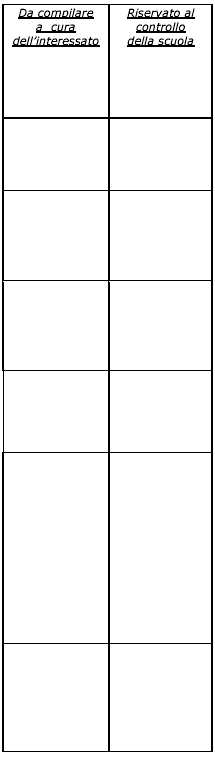 Da compilare
a cura
dell'interessato
Riservato al
controllo
della scuola